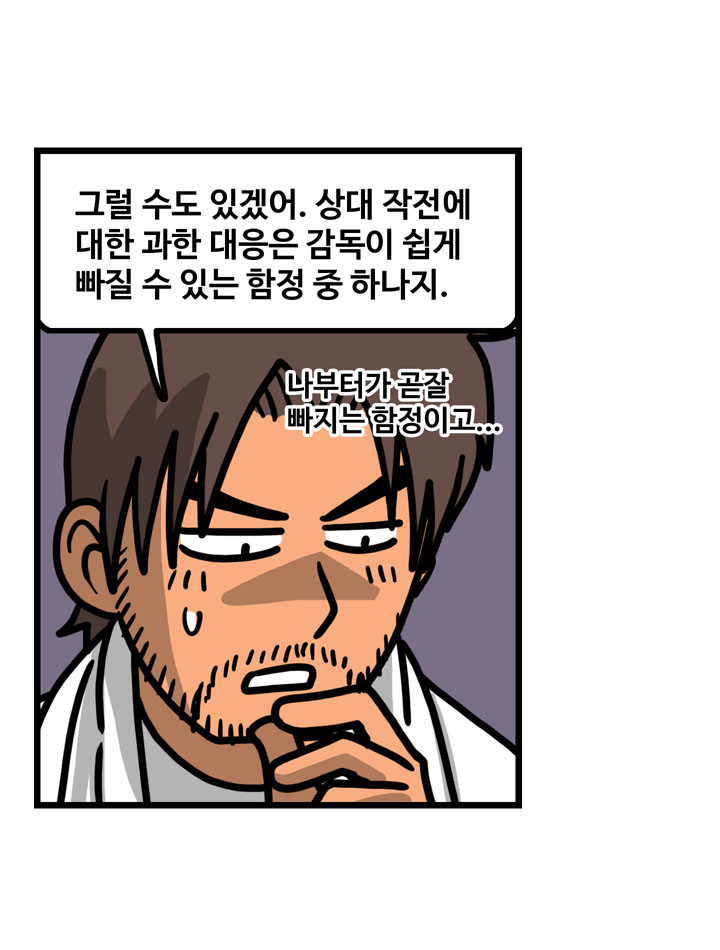 그럴 수도 있겠어. 상대 작전에
대한 과한 대응은 감독이 쉽게
빠질 수 있는 함정 중 하나지.
나부터가 곧잘
빠지는 함정이고...